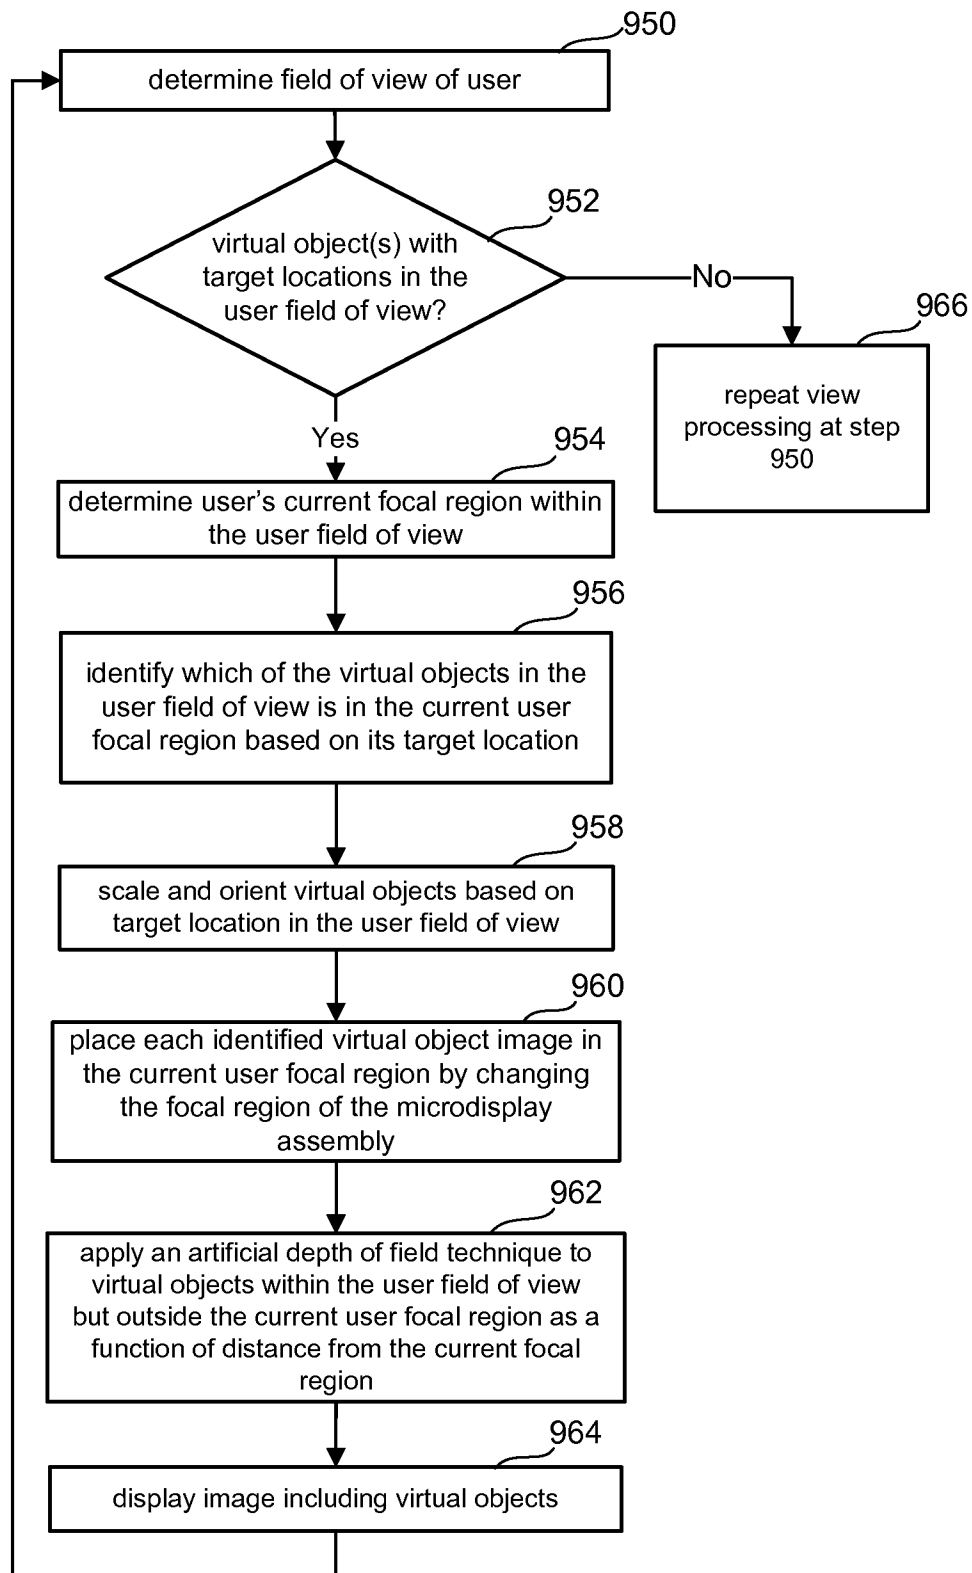 950
determine field of view of user
952
virtual object(s) with
target locations in the
user field of view?
No
966
repeat view
processing at step
950
Yes
954
determine user's current focal region within
the user field of view
956
identify which of the virtual objects in the
user field of view is in the current user
focal region based on its target location
958
scale and orient virtual objects based on
target location in the user field of view
960
place each identified virtual object image in
the current user focal region by changing
the focal region of the microdisplay
assembly
962
apply an artificial depth of field technique to
virtual objects within the user field of view
but outside the current user focal region as a
function of distance from the current focal
region
964
display image including virtual objects